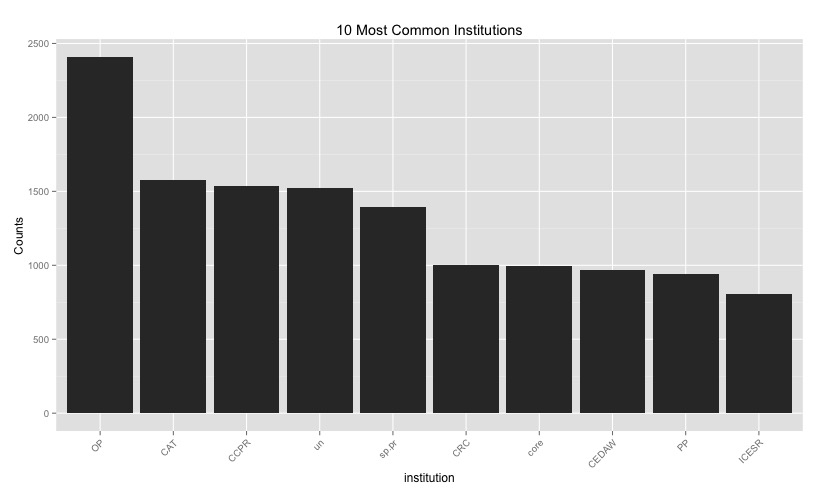 10 Most Common Institutions
Counts
2500
2000
1500
1000
500
0
OP
CAT
CCPR
un
sp.pr
CRC
core
CEDAW
PP
ICESR
institution